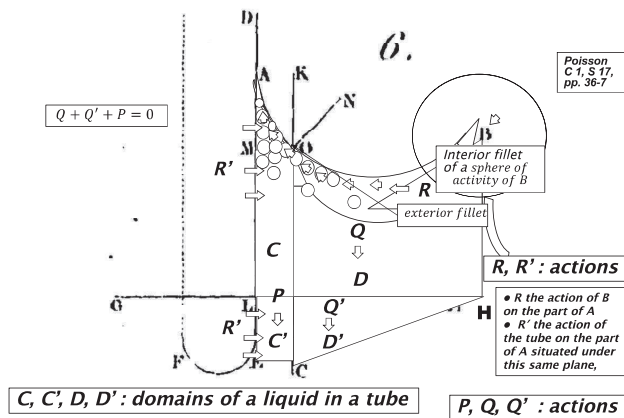 D
6.
Poisson
C 1, S 17,
pp. 36-7
A
K
N
Q + Q′ + P = 0
M
O
B
R'
Interior fillet
of a sphere of
activity of B
R
exterior fillet
Q
C
D
R, R' : actions
G
L
P
Q'
H
● R the action of B
on the part of A
● R′ the action of
the tube on the part
of A situated under
this same plane,
R'
C'
D'
F
E
C
C, C', D, D' : domains of a liquid in a tube
P, Q, Q' : actions